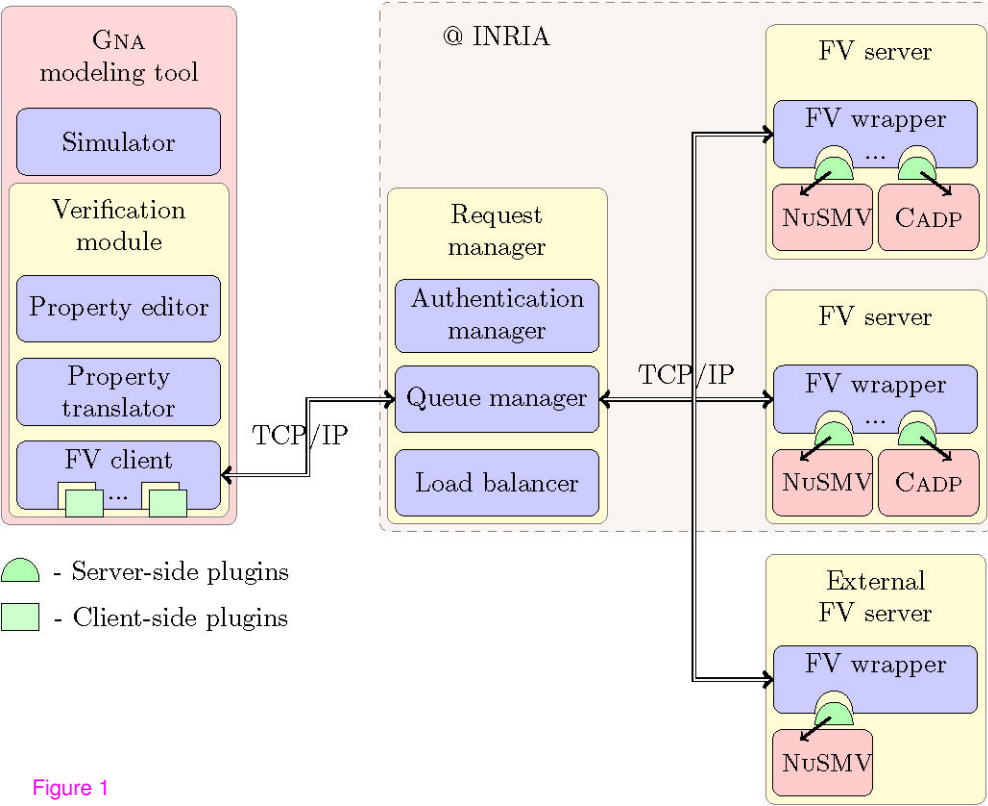 GNA
modeling tool
Simulator
Verification
module
Property editor
Property
translator
FV client
...
TCP/IP
@ INRIA
Request
manager
Authentication
manager
Queue manager
Load balancer
TCP/IP
FV server
FV wrapper
...
NUSMV
CADP
FV server
FV wrapper
...
NUSMV
CADP
External
FV server
FV wrapper
NUSMV
- Server-side plugins
- Client-side plugins
Figure 1